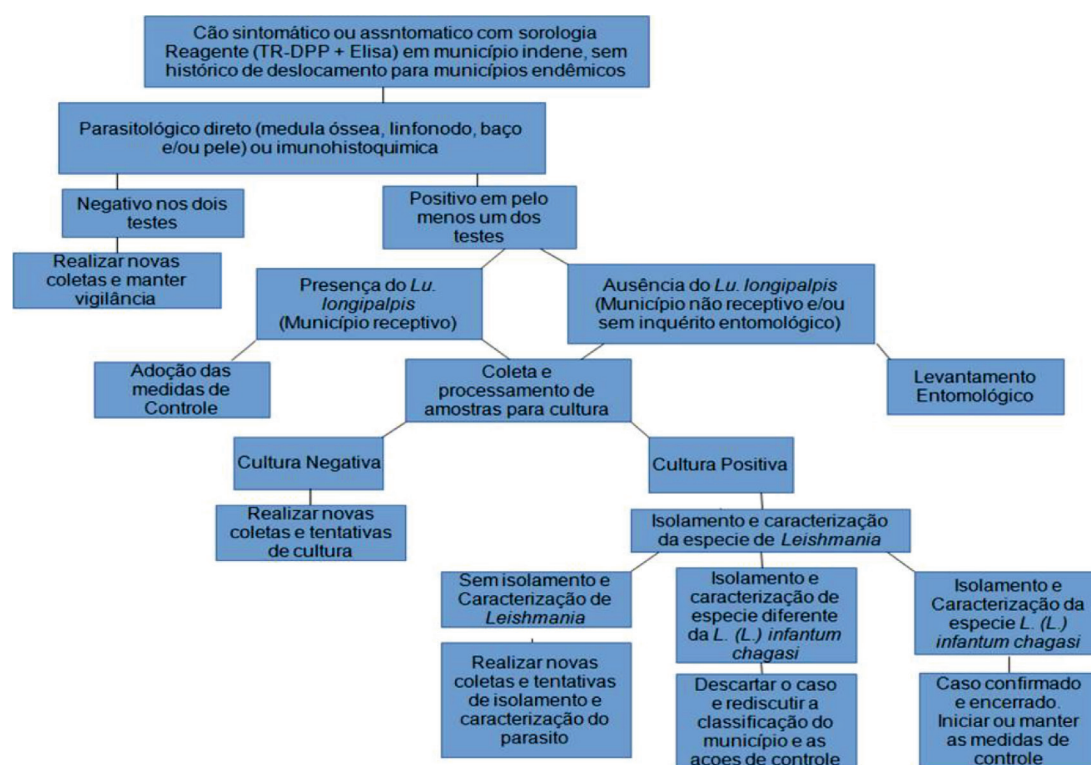 Cão sintomático ou assntomatico com sorologia
Reagente (TR-DPP + Elisa) em município indene, sem
histórico de deslocamento para municípios endêmicos
Parasitológico direto (medula óssea, linfonodo, baço
e/ou pele) ou imunohistoquimica
Negativo nos dois
testes
Positivo em pelo
menos um dos
testes
Realizar novas
coletas e manter
vigilância
Presença do Lu.
longipalpis
(Município receptivo)
Ausência do Lu. longipalpis
(Município não receptivo e/ou
sem inquérito entomológico)
Adoção das
medidas de
Controle
Coleta e
processamento de
amostras para cultura
Levantamento
Entomológico
Cultura Negativa
Cultura Positiva
Realizar novas
coletas e tentativas
de cultura
Isolamento e caracterização
da especie de Leishmania
Sem isolamento e
Caracterização de
Leishmania
Isolamento e
caracterização de
especie diferente
da L. (L.) infantum
chagasi
Isolamento e
Caracterização da
especie L. (L.)
infantum chagasi
Realizar novas
coletas e tentativas
de isolamento e
caracterização do
parasito
Descartar o caso
e rediscutir a
classificação do
município e as
açoes de controle
Caso confirmado
e encerrado.
Iniciar ou manter
as medidas de
controle